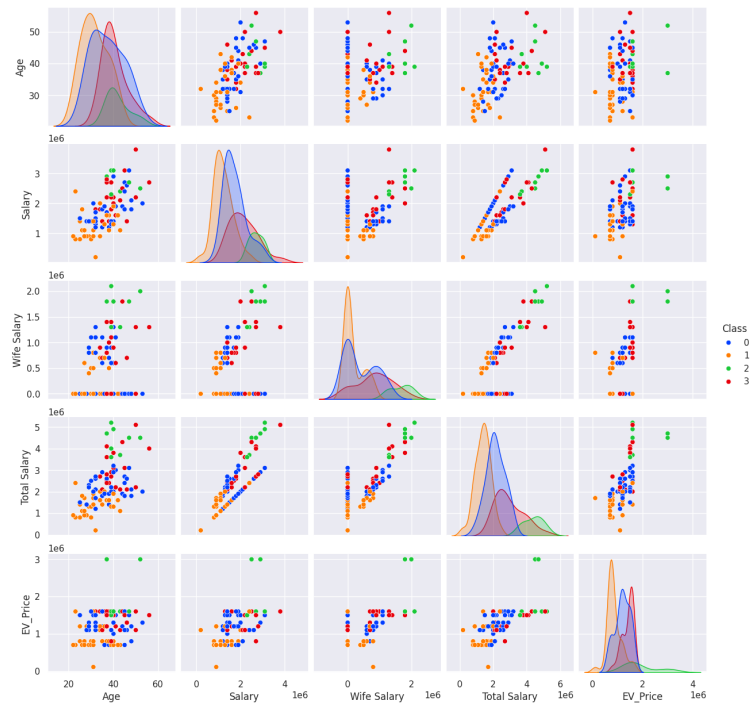 50
40
30
Age
1e6
3
2
1
Salary
1e6
2.0
1.5
1.0
0.5
0.0
Wife Salary
Class
0
1
2
3
1e6
5
4
3
2
1
0
Total Salary
1e6
3
2
1
0
EV_Price
20 40 60
0 2 4
1e6
0 1 2
1e6
0 2 4 6
1e6
0 2 4
1e6
Age
Salary
Wife Salary
Total Salary
EV_Price